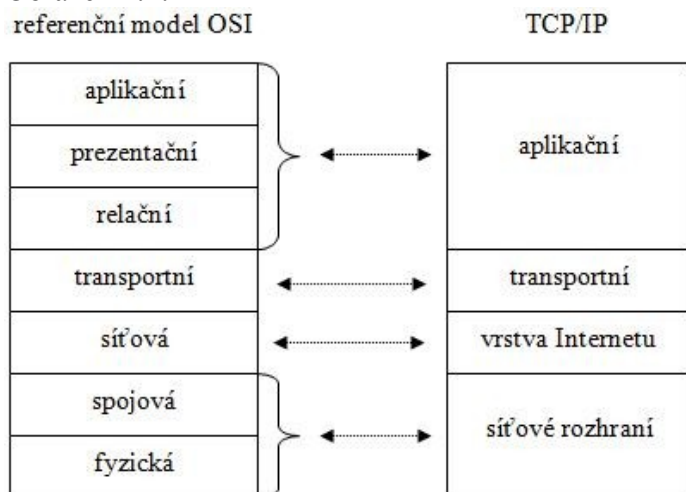 referenční model OSI
TCP/IP
aplikační
prezentační
relační
transportní
síťová
spojová
fyzická
aplikační
transportní
vrstva Internetu
síťové rozhraní